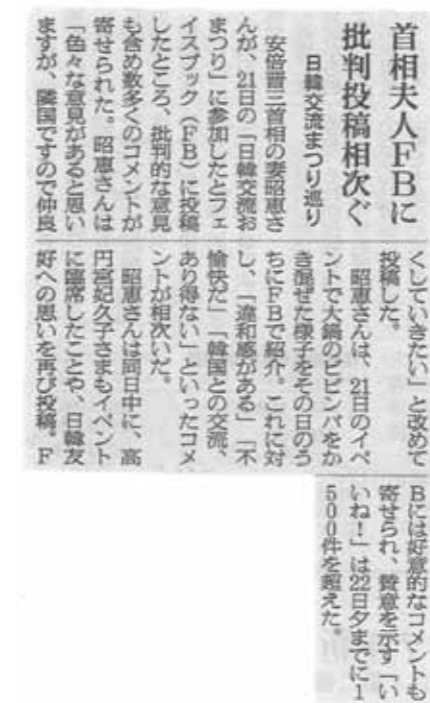 首相夫人FBに
批判投稿相次ぐ
日韓交流まつり巡り
安倍晋三首相の妻昭恵さ
んが、21日の「日韓交流お
まつり」に参加したとフェ
イスブック（FB）に投稿
したところ、批判的な意見
も含め数多くのコメントが
寄せられた。昭恵さんは
「色々な意見があると思い
ますが、隣国ですので仲良
くしていきたい」と改めて
投稿した。
昭恵さんは、21日のイベ
ントで大鍋のビビンバをか
き混ぜた様子をその日のう
ちにFBで紹介。これに対
し、「違和感がある」「不
愉快だ」「韓国との交流、
あり得ない」といったコメ
ントが相次いだ。
昭恵さんは同日中に、高
円宮妃久子さまもイベント
に臨席したことや、日韓友
好への思いを再び投稿。F
Bには好意的なコメントも
寄せられ、賛意を示す「い
いね！」は22日夕までに1
500件を超えた。